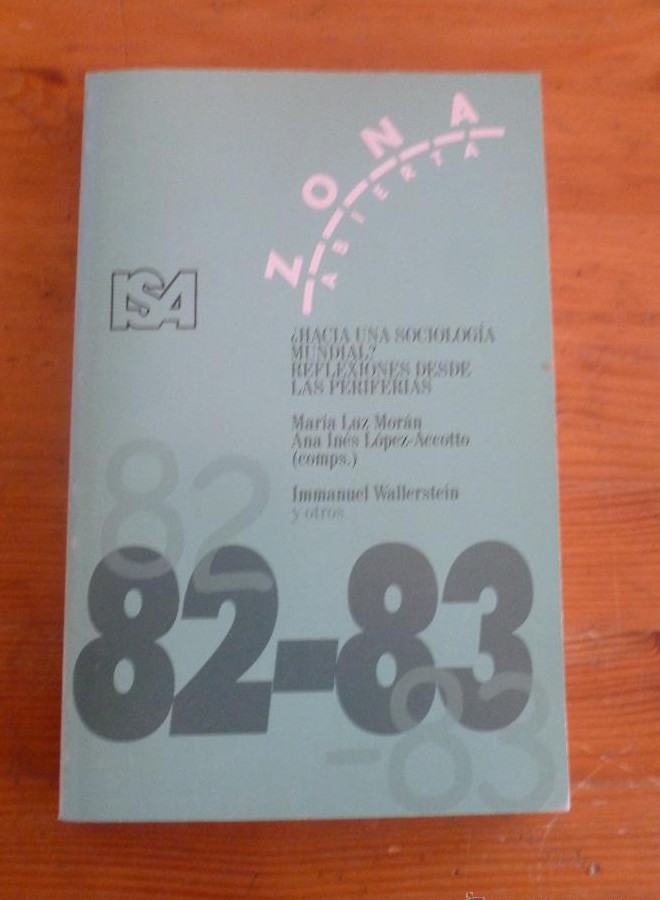 ZONA
ABIERTA
ISA
¿HACIA UNA SOCIOLOGÍA
MUNDIAL?
REFLEXIONES DESDE
LAS PERIFERIAS
María Luz Morán
Ana Inés López-Accotto
(comps.)
Immanuel Wallerstein
y otros
82
82-83
-83